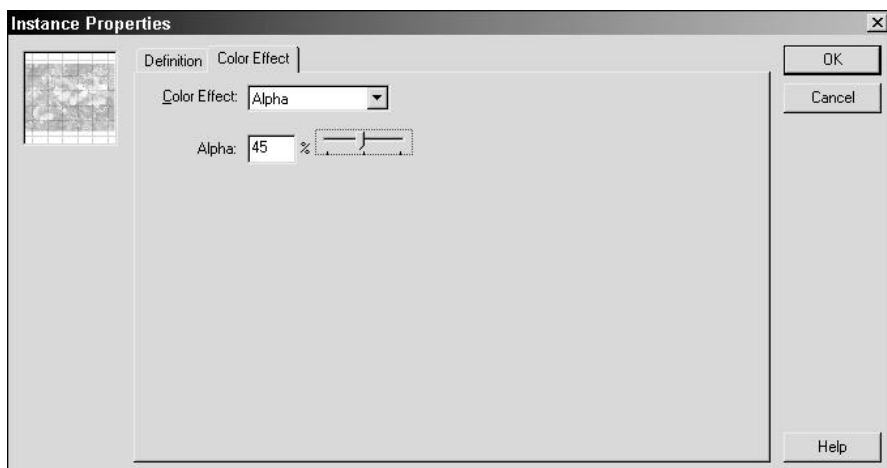 Instance Properties
Definition Color Effect OK
Color Effect: Alpha Cancel
Alpha: 45 %
Help